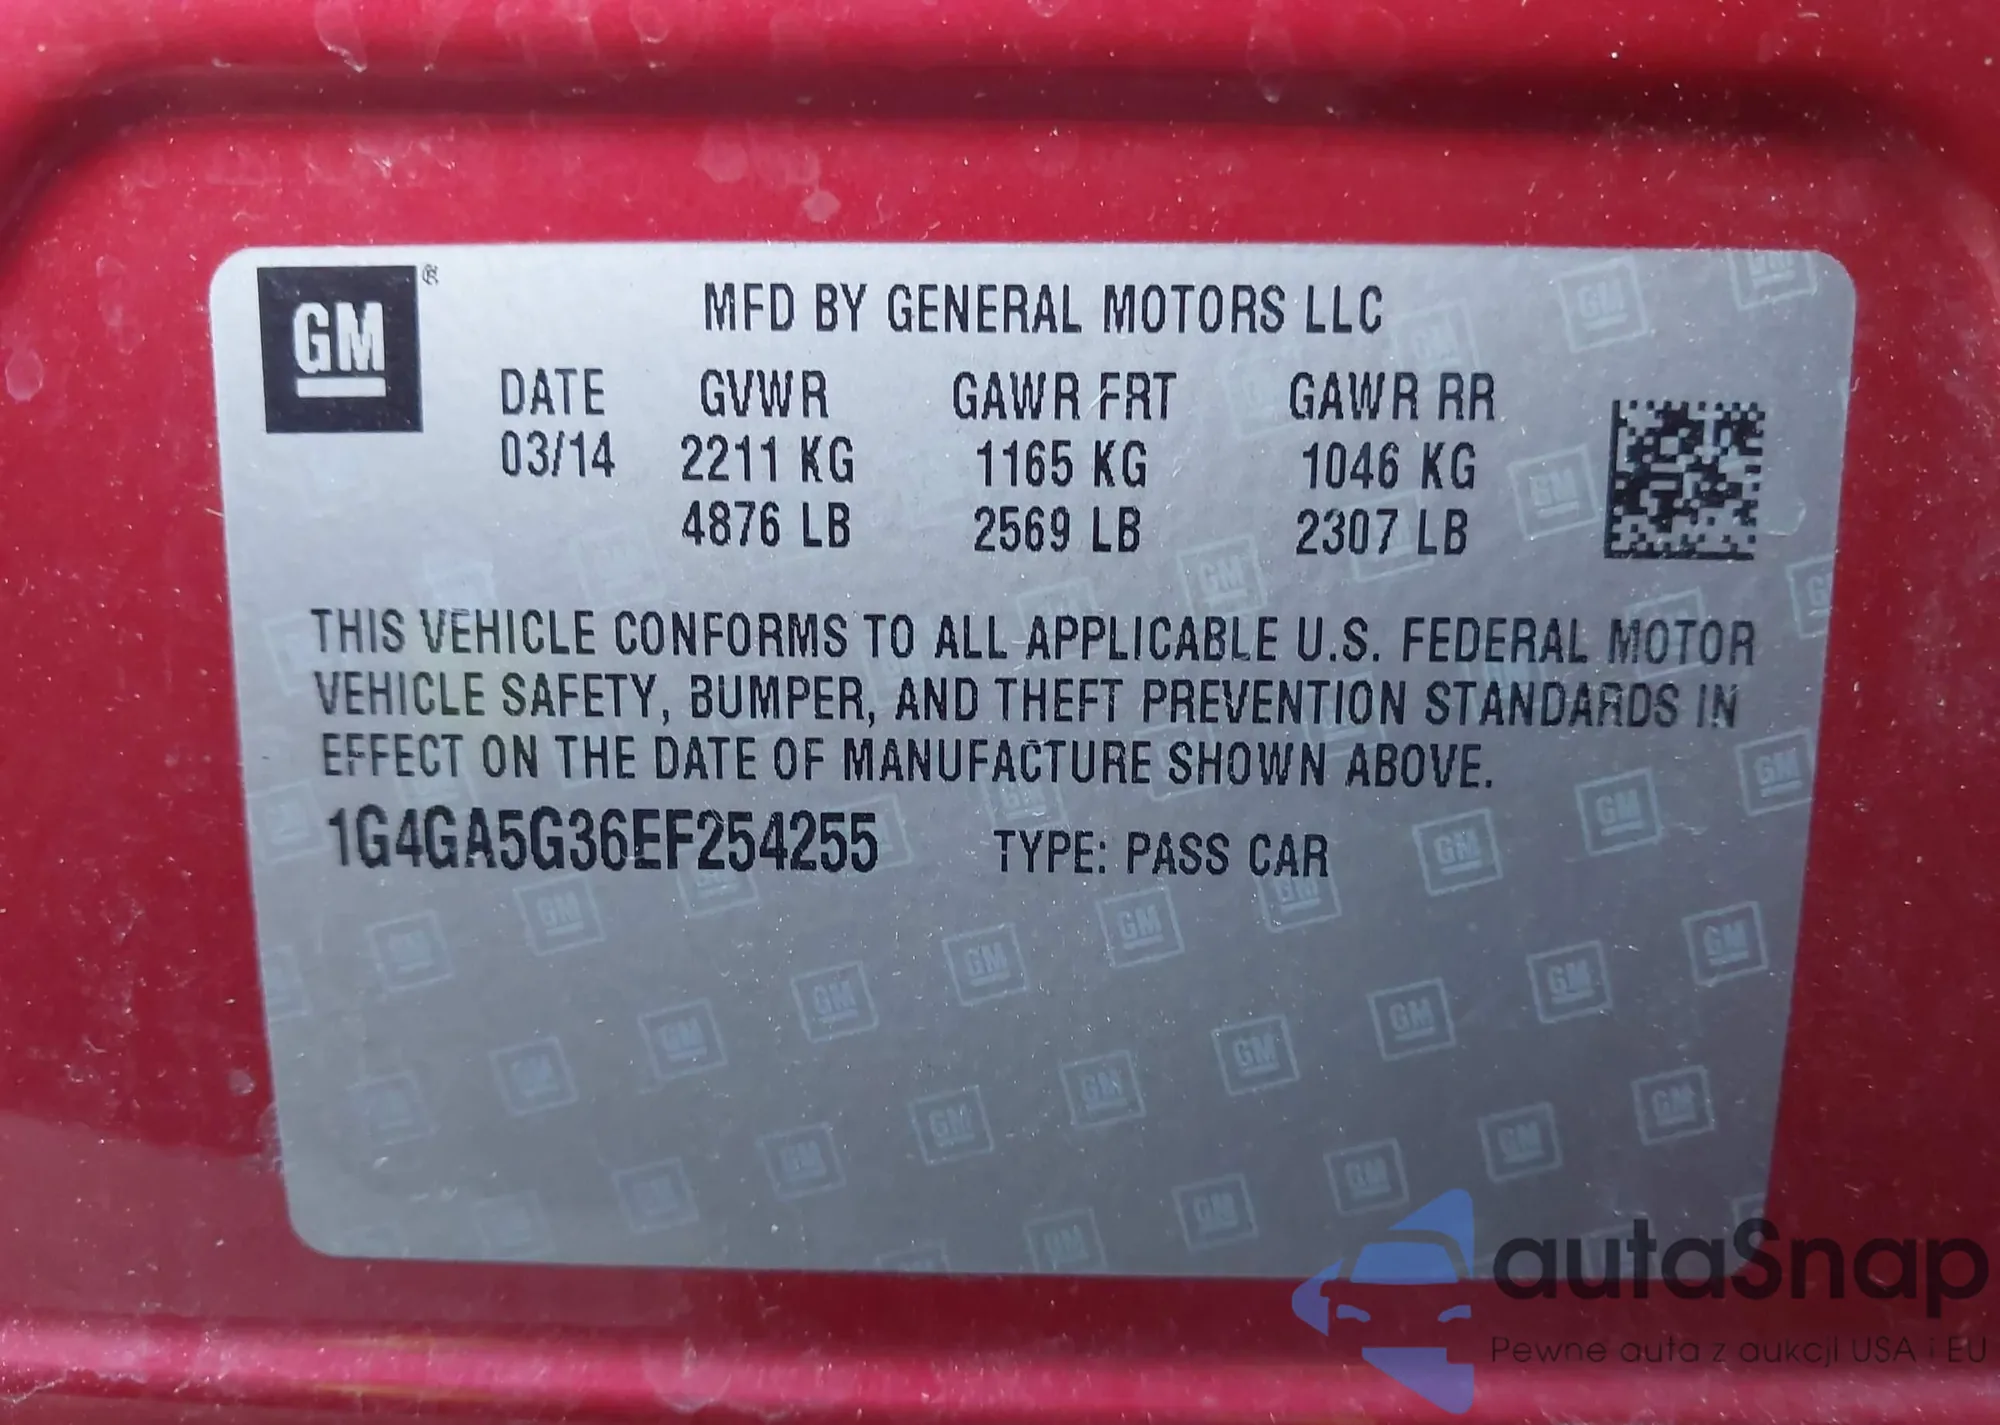 GM ®
MFD BY GENERAL MOTORS LLC
DATE GVWR GAWR FRT GAWR RR
03/14 2211 KG 1165 KG 1046 KG
4876 LB 2569 LB 2307 LB
THIS VEHICLE CONFORMS TO ALL APPLICABLE U.S. FEDERAL MOTOR
VEHICLE SAFETY, BUMPER, AND THEFT PREVENTION STANDARDS IN
EFFECT ON THE DATE OF MANUFACTURE SHOWN ABOVE.
1G4GA5G36EF254255 TYPE: PASS CAR
autaSnap
Pewne auta z aukcji USA i EU